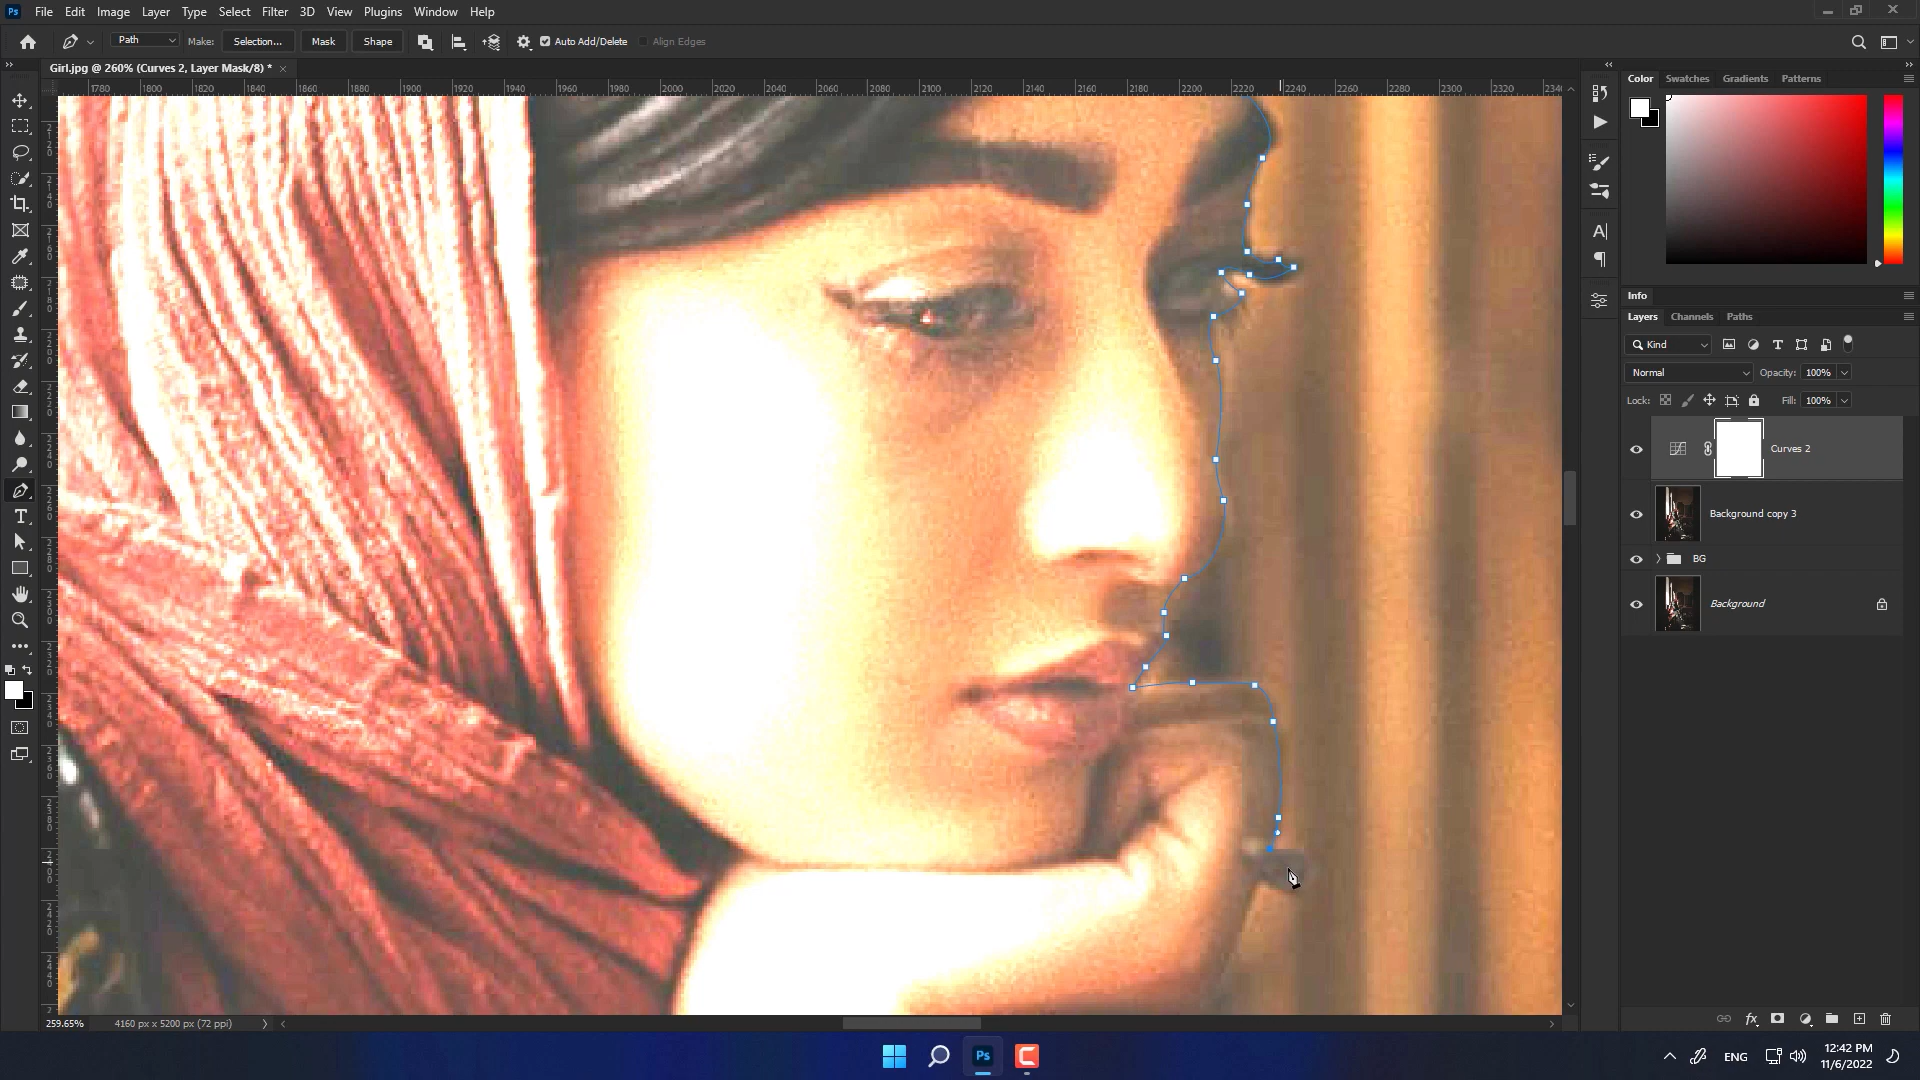 Ps File Edit Image Layer Type Select Filter 3D View Plugins Window Help
Path Make: Selection... Mask Shape Auto Add/Delete Align Edges
Girl.jpg @ 260% (Curves 2, Layer Mask/8) *
1780 1800 1820 1840 1860 1880 1900 1920 1940 1960 1980 2000 2020 2040 2060 2080 2100 2120 2140 2160 2180 2200 2220 2240 2260 2280 2300 2320
Color Swatches Gradients Patterns
Info
Layers Channels Paths
Kind
Normal Opacity: 100%
Lock: Fill: 100%
Curves 2
Background copy 3
BG
Background
259.65% 4160 px x 5200 px (72 ppi)
Ps
ENG
12:42 PM
11/6/2022